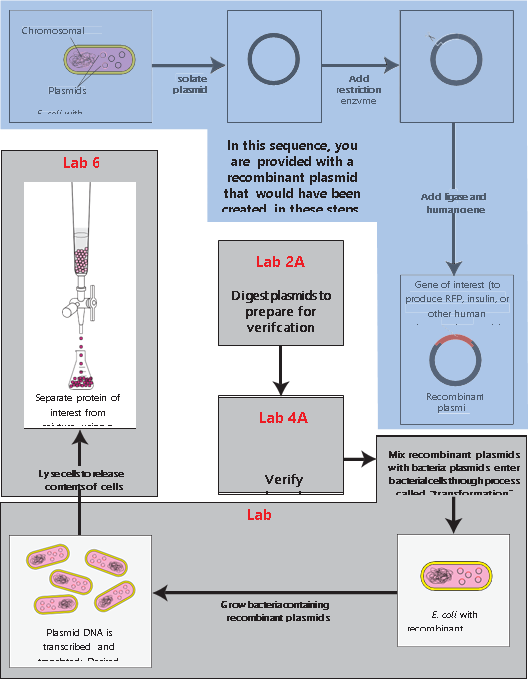 Chromosomal
Plasmids
E. coli with
Isolate
plasmid
Add
restriction
enzyme
In this sequence, you
are provided with a
recombinant plasmid
that would have been
created in these steps
Add ligase and
human gene
Gene of interest (to
produce RFP, insulin, or
other human
Recombinant
plasmi
Lab 6
Separate protein of
interest from
Lyse cells to release
contents of cells
Lab 2A
Digest plasmids to
prepare for
verifcation
Lab 4A
Verify
Mix recombinant plasmids
with bacteria: plasmids enter
bacterial cells through process
called "transformation"
Lab
E. coli with
recombinant
Grow bacteria containing
recombinant plasmids
Plasmid DNA is
transcribed and